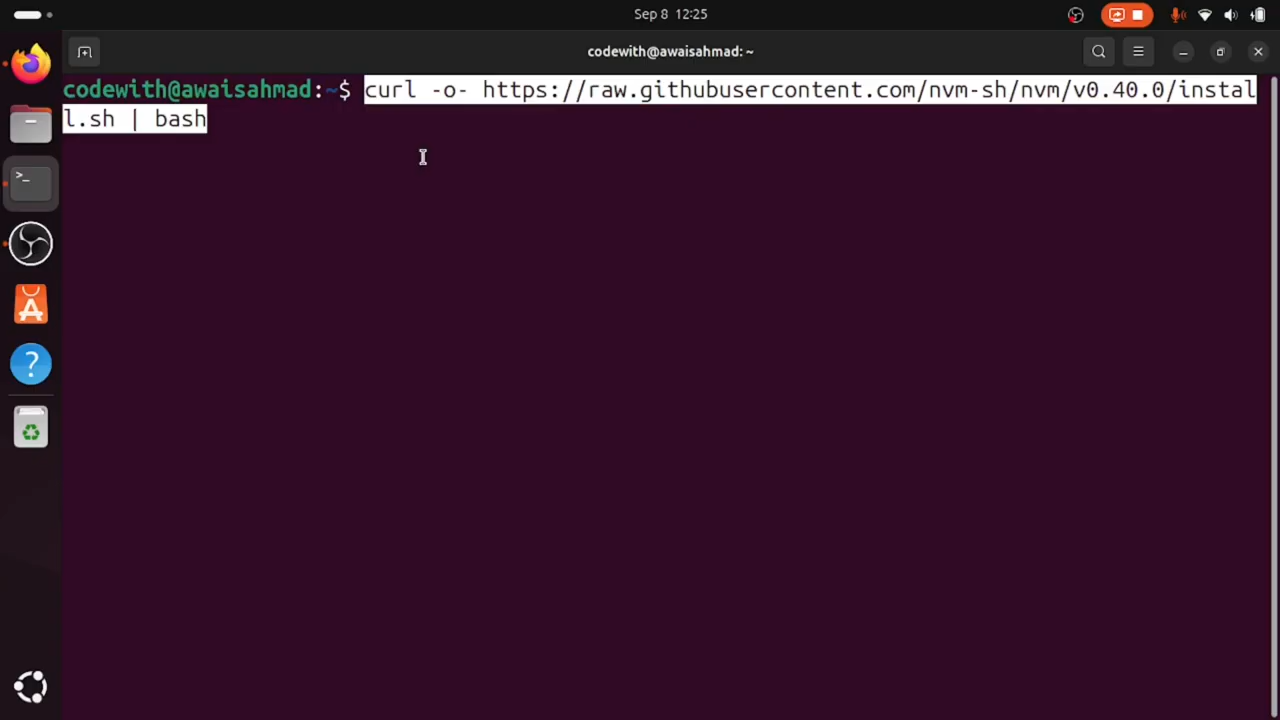 Sep 8 12:25
codewith@awaisahmad: ~
codewith@awaisahmad:~$ curl -o- https://raw.githubusercontent.com/nvm-sh/nvm/v0.40.0/instal
l.sh | bash